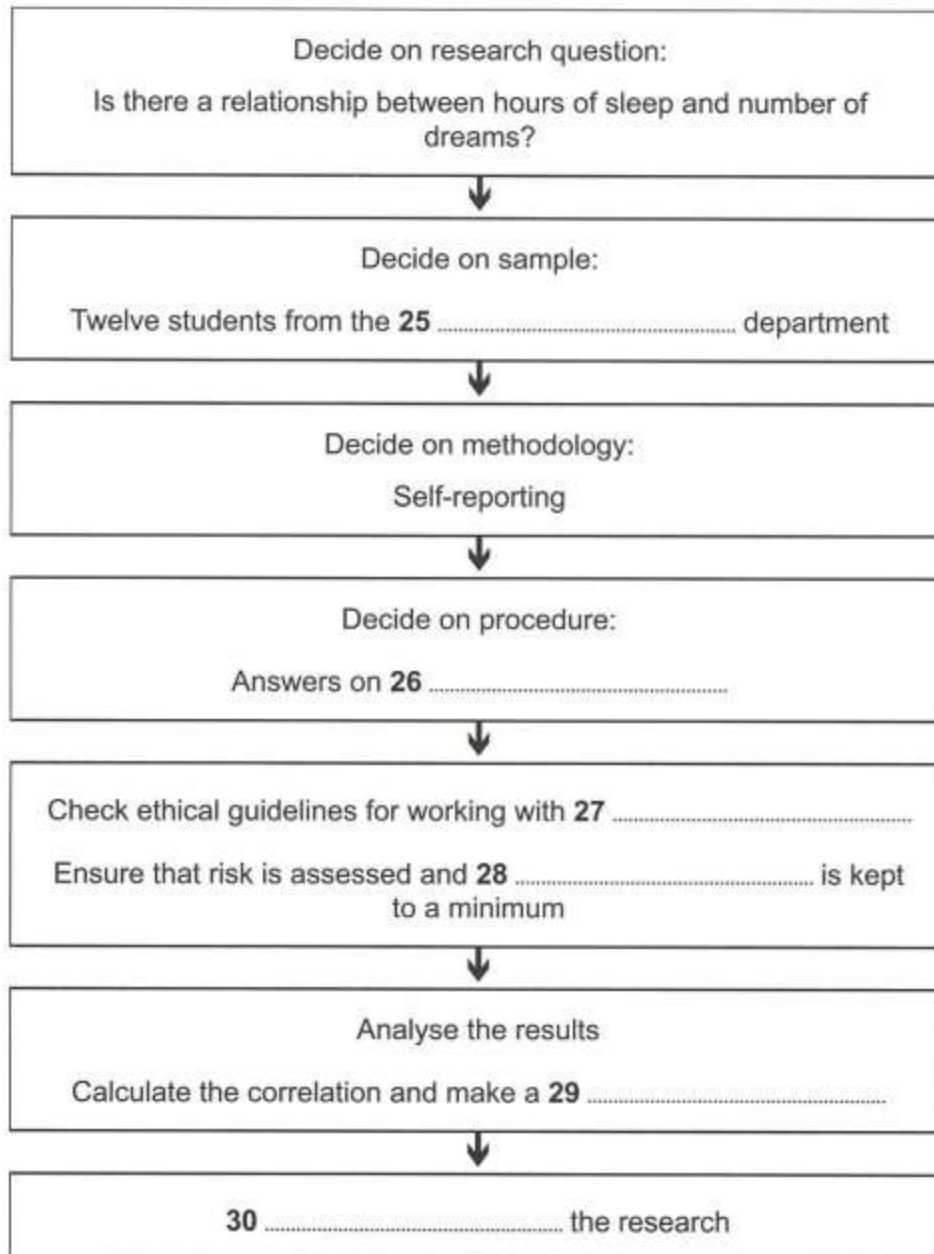 Decide on research question:
Is there a relationship between hours of sleep and number of
dreams?
Decide on sample:
Twelve students from the 25 ........................................ department
Decide on methodology:
Self-reporting
Decide on procedure:
Answers on 26 ........................................
Check ethical guidelines for working with 27 ........................................
Ensure that risk is assessed and 28 ........................................ is kept
to a minimum
Analyse the results
Calculate the correlation and make a 29 ........................................
30 ........................................ the research